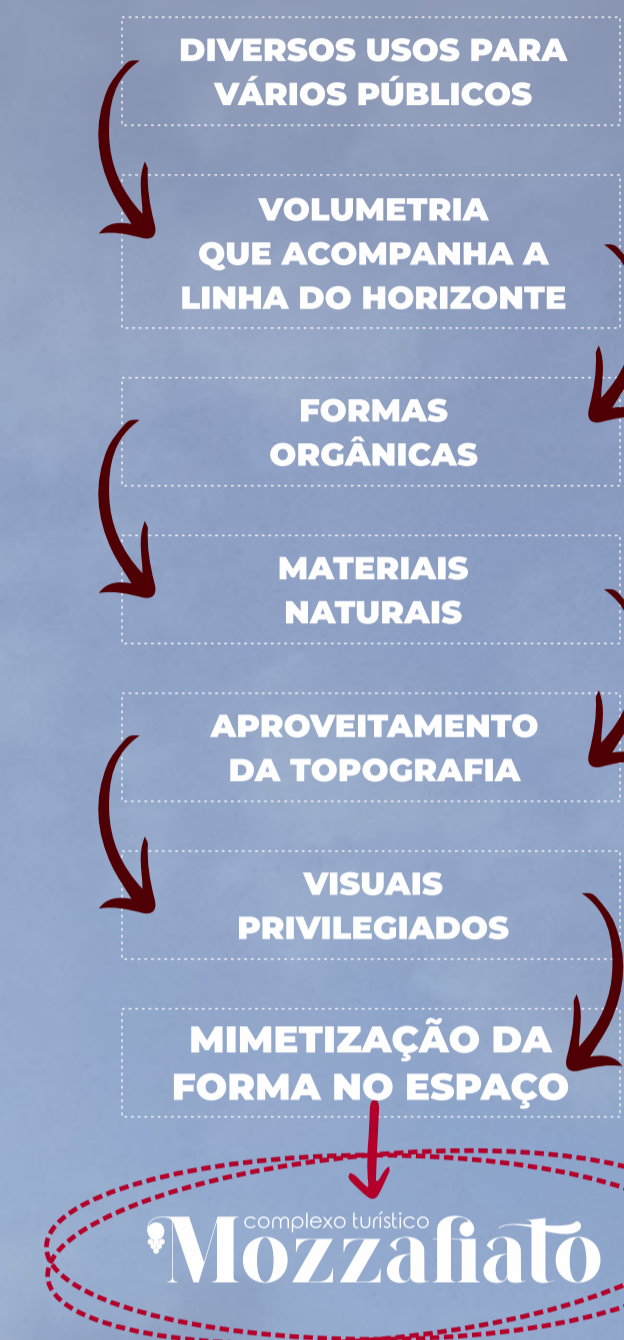 DIVERSOS USOS PARA
VÁRIOS PÚBLICOS
VOLUMETRIA
QUE ACOMPANHA A
LINHA DO HORIZONTE
FORMAS
ORGÂNICAS
MATERIAIS
NATURAIS
APROVEITAMENTO
DA TOPOGRAFIA
VISUAIS
PRIVILEGIADOS
MIMETIZAÇÃO DA
FORMA NO ESPAÇO
complexo turístico
Mozzafiato